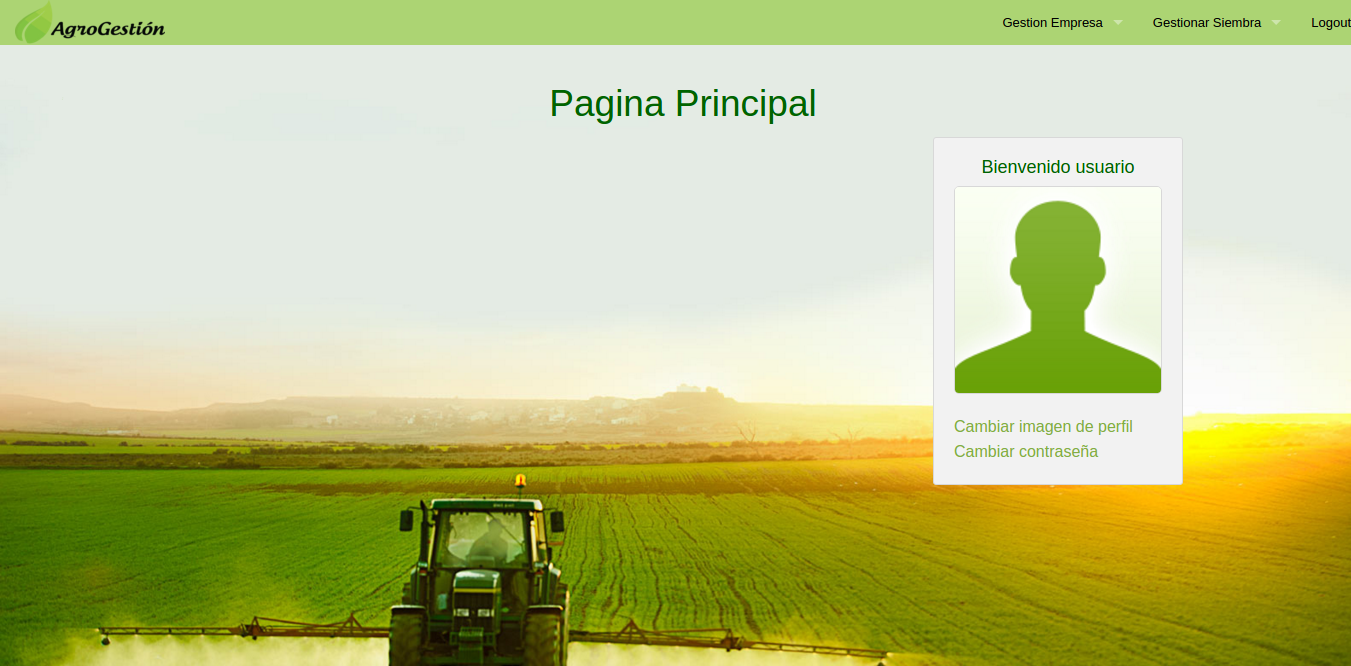 AgroGestión
Gestion Empresa
Gestionar Siembra
Logout
Pagina Principal
Bienvenido usuario
Cambiar imagen de perfil
Cambiar contraseña